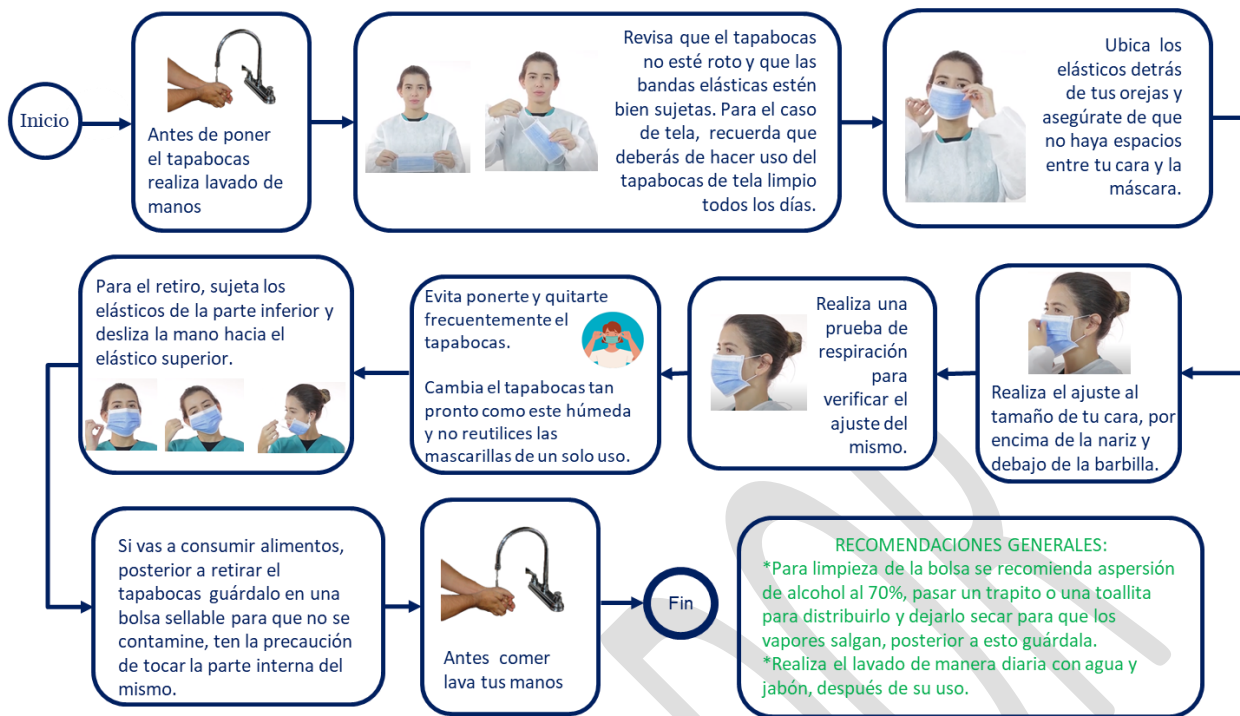 Inicio
Antes de poner
el tapabocas
realiza lavado de
manos
Revisa que el tapabocas
no esté roto y que las
bandas elásticas estén
bien sujetas. Para el caso
de tela, recuerda que
deberás de hacer uso del
tapabocas de tela limpio
todos los días.
Ubica los
elásticos detrás
de tus orejas y
asegúrate de que
no haya espacios
entre tu cara y la
máscara.
Realiza el ajuste al
tamaño de tu cara, por
encima de la nariz y
debajo de la barbilla.
Realiza una
prueba de
respiración
para
verificar el
ajuste del
mismo.
Evita ponerte y quitarte
frecuentemente el
tapabocas.
Cambia el tapabocas tan
pronto como este húmeda
y no reutilices las
mascarillas de un solo uso.
Para el retiro, sujeta los
elásticos de la parte inferior y
desliza la mano hacia el
elástico superior.
Si vas a consumir alimentos,
posterior a retirar el
tapabocas guárdalo en una
bolsa sellable para que no se
contamine, ten la precaución
de tocar la parte interna del
mismo.
Antes comer
lava tus manos
Fin
RECOMENDACIONES GENERALES:
*Para limpieza de la bolsa se recomienda aspersión
de alcohol al 70%, pasar un trapito o una toallita
para distribuirlo y dejarlo secar para que los
vapores salgan, posterior a esto guárdala.
*Realiza el lavado de manera diaria con agua y
jabón, después de su uso.